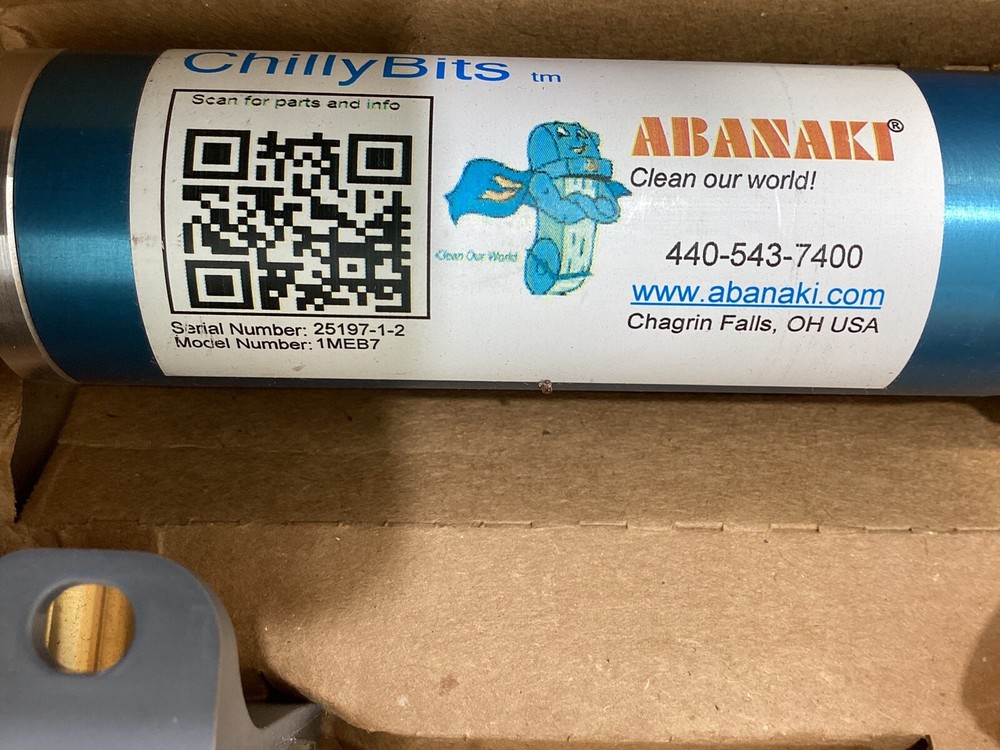 ChillyBits tm
Scan for parts and info
Serial Number: 25197-1-2
Model Number: 1MEB7
Clean Our World
ABANAKI®
Clean our world!
440-543-7400
www.abanaki.com
Chagrin Falls, OH USA